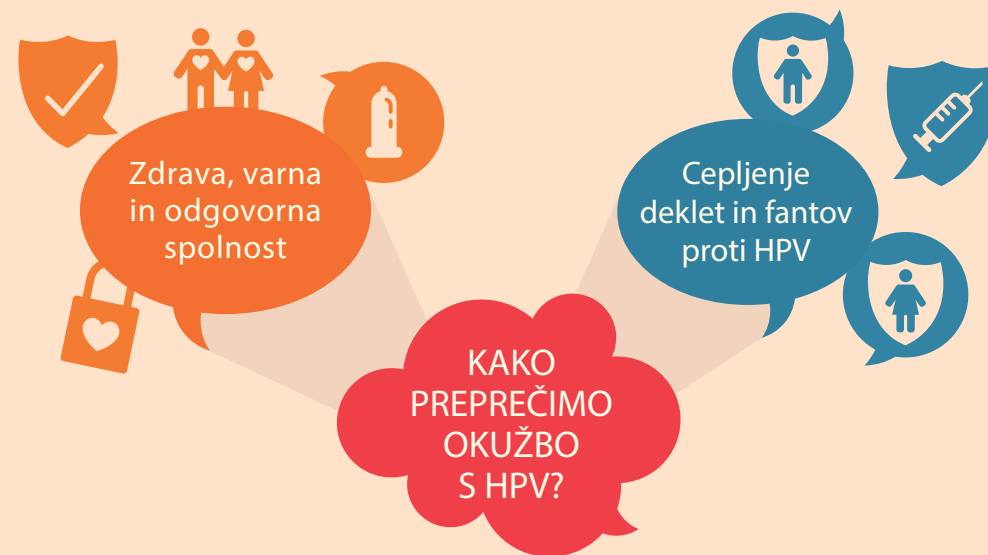 Zdrava, varna
in odgovorna
spolnost
Cepljenje
deklet in fantov
proti HPV
KAKO
PREPREČIMO
OKUŽBO
S HPV?